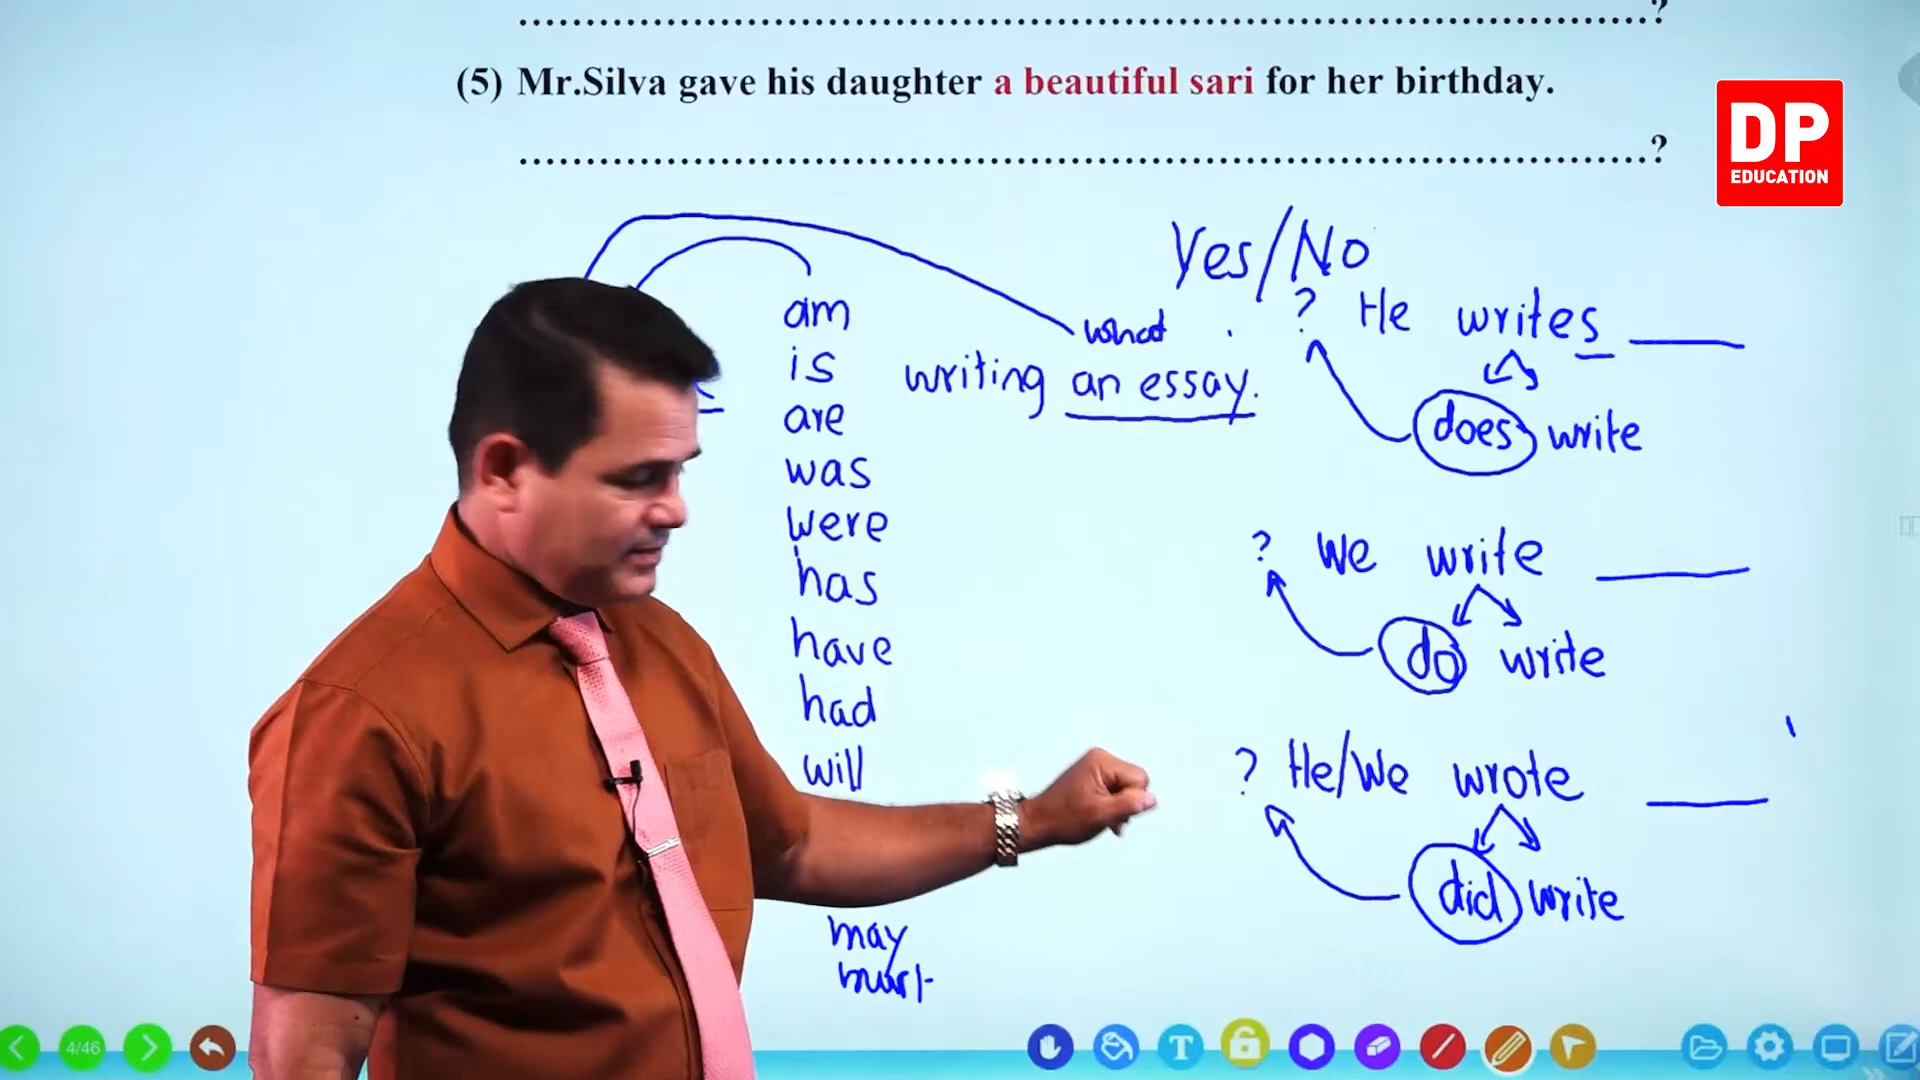 ..............................?
(5) Mr.Silva gave his daughter a beautiful sari for her birthday.
..............................?
DP
EDUCATION
Yes/No
am
is
are
was
were
has
have
had
will
may
must
what
writing an essay.
? He writes
does write
? We write
do write
? He/We wrote
did write
4/46
T